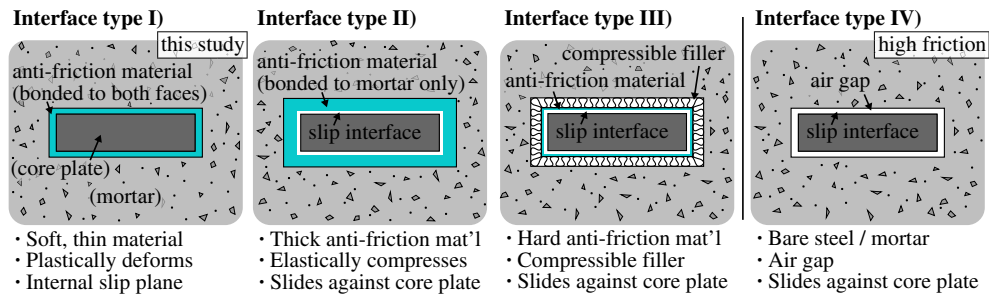 Interface type I)
this study
anti-friction material
(bonded to both faces)
(core plate)
(mortar)
· Soft, thin material
· Plastically deforms
· Internal slip plane
Interface type II)
anti-friction material
(bonded to mortar only)
slip interface
· Thick anti-friction mat'l
· Elastically compresses
· Slides against core plate
Interface type III)
compressible filler
anti-friction material
slip interface
· Hard anti-friction mat'l
· Compressible filler
· Slides against core plate
Interface type IV)
high friction
air gap
slip interface
· Bare steel / mortar
· Air gap
· Slides against core plate